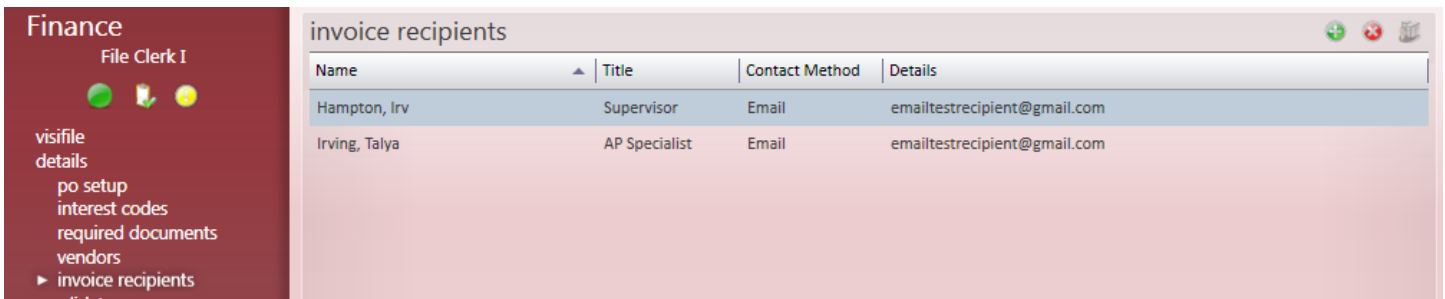 Finance
File Clerk I
visifile
details
po setup
interest codes
required documents
vendors
invoice recipients
invoice recipients
Name Title Contact Method Details
Hampton, Irv Supervisor Email emailtestrecipient@gmail.com
Irving, Talya AP Specialist Email emailtestrecipient@gmail.com